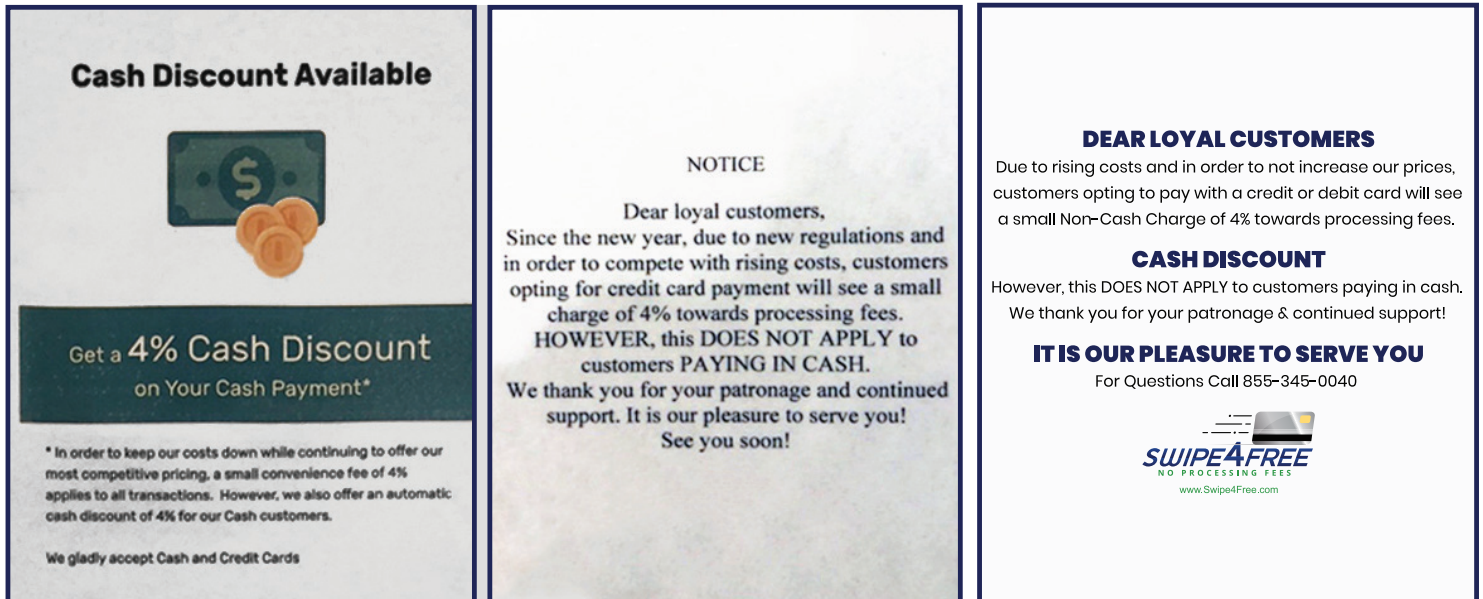 Cash Discount Available
$
Get a 4% Cash Discount
on Your Cash Payment*
* In order to keep our costs down while continuing to offer our
most competitive pricing, a small convenience fee of 4%
applies to all transactions. However, we also offer an automatic
cash discount of 4% for our Cash customers.
We gladly accept Cash and Credit Cards
NOTICE
Dear loyal customers,
Since the new year, due to new regulations and
in order to compete with rising costs, customers
opting for credit card payment will see a small
charge of 4% towards processing fees.
HOWEVER, this DOES NOT APPLY to
customers PAYING IN CASH.
We thank you for your patronage and continued
support. It is our pleasure to serve you!
See you soon!
DEAR LOYAL CUSTOMERS
Due to rising costs and in order to not increase our prices,
customers opting to pay with a credit or debit card will see
a small Non-Cash Charge of 4% towards processing fees.
CASH DISCOUNT
However, this DOES NOT APPLY to customers paying in cash.
We thank you for your patronage & continued support!
IT IS OUR PLEASURE TO SERVE YOU
For Questions Call 855-345-0040
SWIPE4FREE
NO PROCESSING FEES
www.Swipe4Free.com